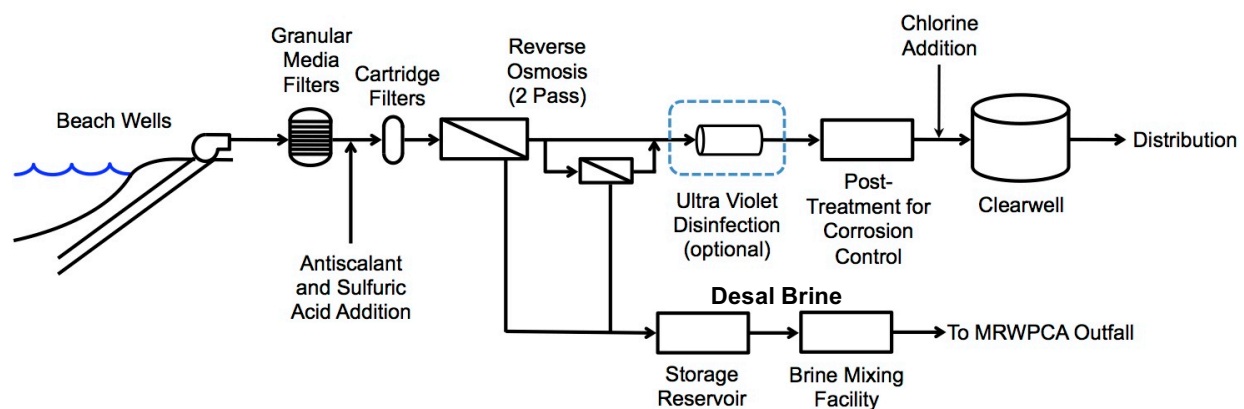 Beach Wells
Granular
Media
Filters
Antiscalant
and Sulfuric
Acid Addition
Cartridge
Filters
Reverse
Osmosis
(2 Pass)
Ultra Violet
Disinfection
(optional)
Post-
Treatment for
Corrosion
Control
Chlorine
Addition
Clearwell
Distribution
Desal Brine
Storage
Reservoir
Brine Mixing
Facility
To MRWPCA Outfall